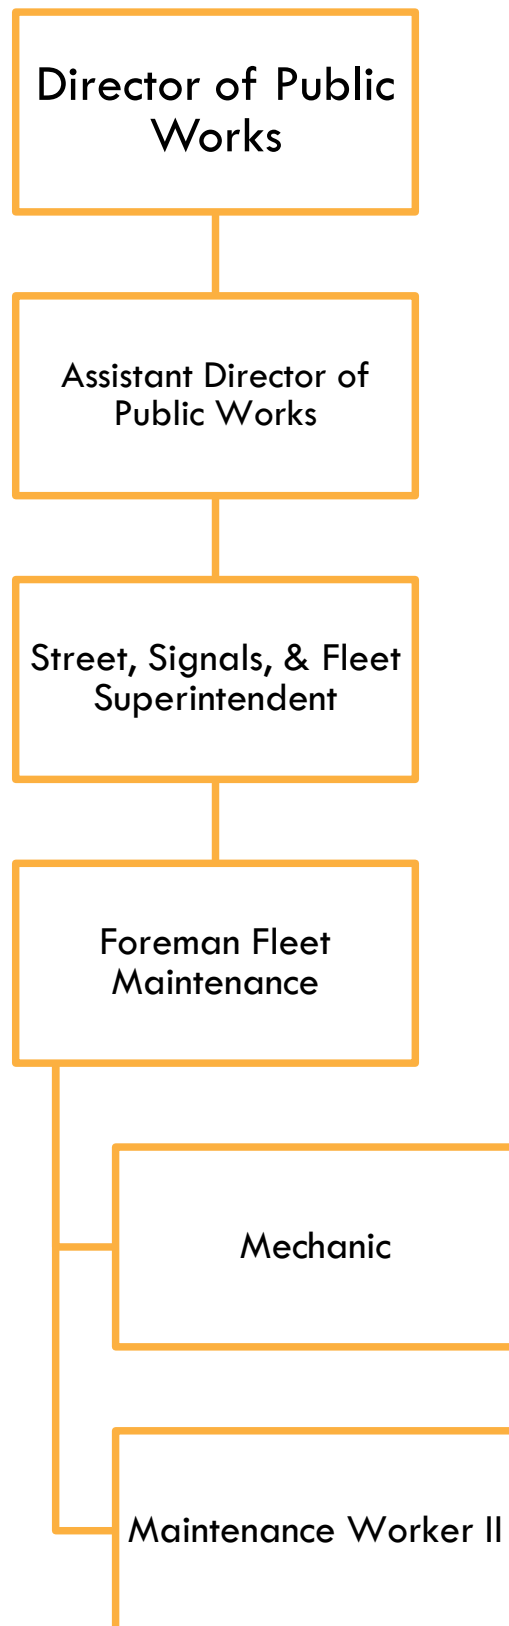 Director of Public
Works
Assistant Director of
Public Works
Street, Signals, & Fleet
Superintendent
Foreman Fleet
Maintenance
Mechanic
Maintenance Worker II